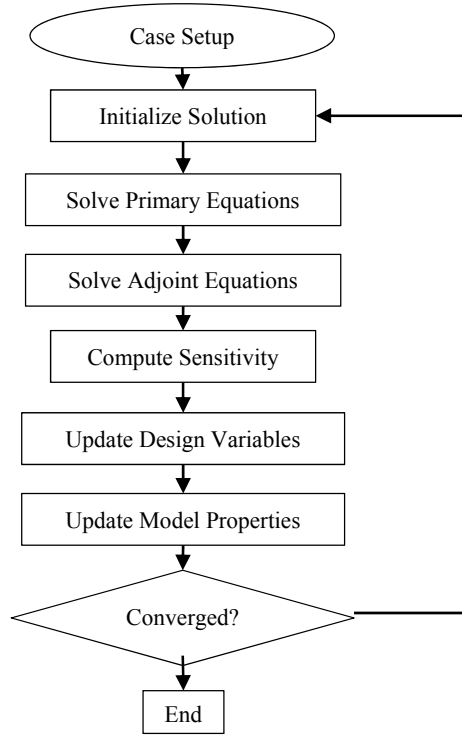 Case Setup
Initialize Solution
Solve Primary Equations
Solve Adjoint Equations
Compute Sensitivity
Update Design Variables
Update Model Properties
Converged?
End